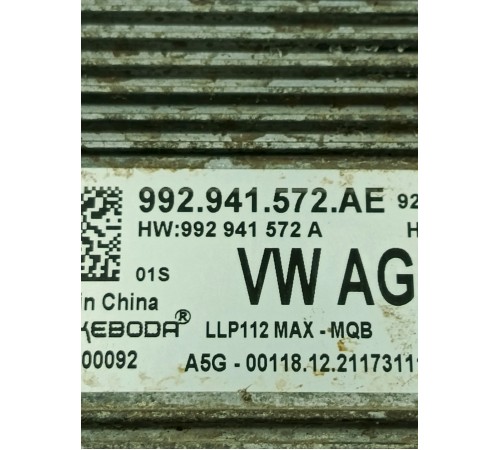 992.941.572.AE 92
HW:992 941 572 A H
01S VW AG
in China
KEBODA® LLP112 MAX - MQB
00092 A5G - 00118.12.2117311